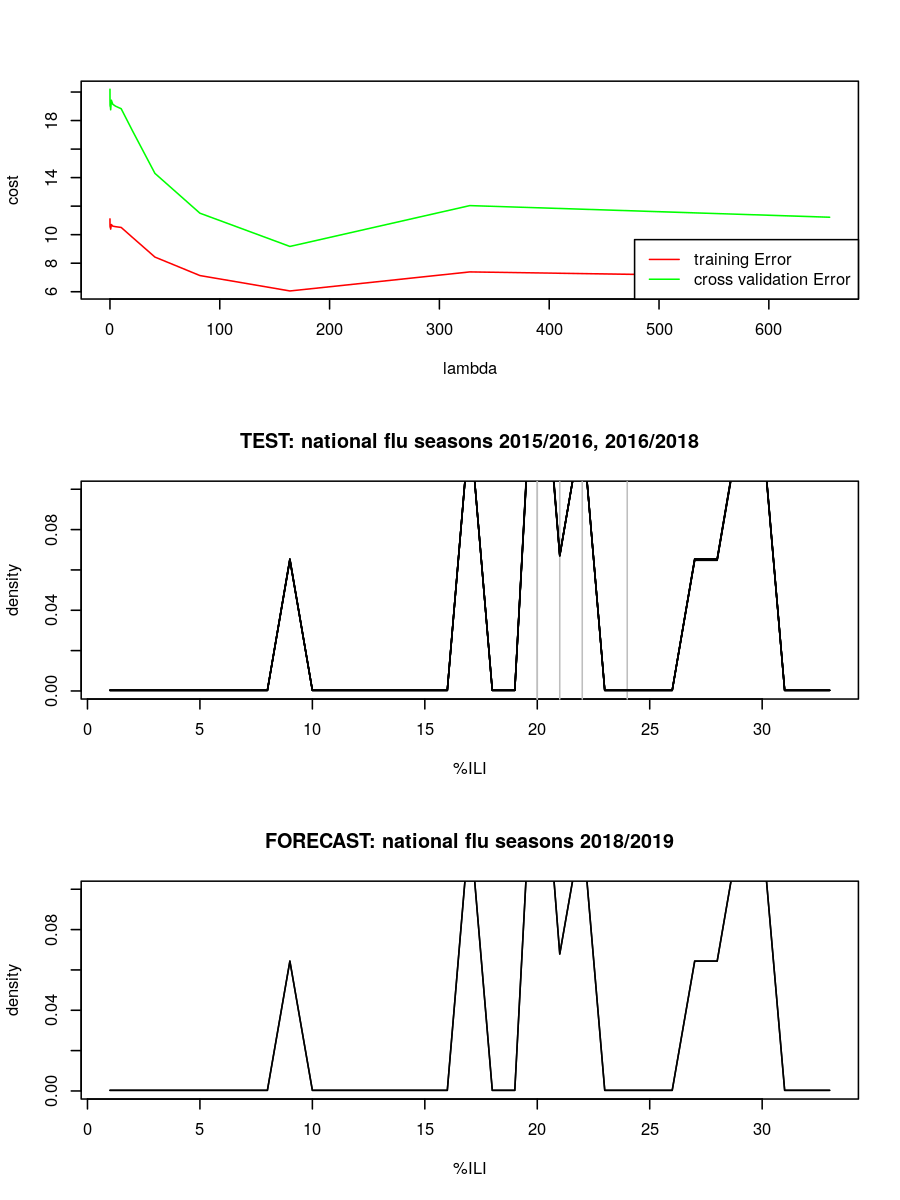 18
14
10
8
6
cost
training Error
cross validation Error
0 100 200 300 400 500 600
lambda
TEST: national flu seasons 2015/2016, 2016/2018
0.08
0.04
0.00
density
0 5 10 15 20 25 30
%ILI
FORECAST: national flu seasons 2018/2019
0.08
0.04
0.00
density
0 5 10 15 20 25 30
%ILI